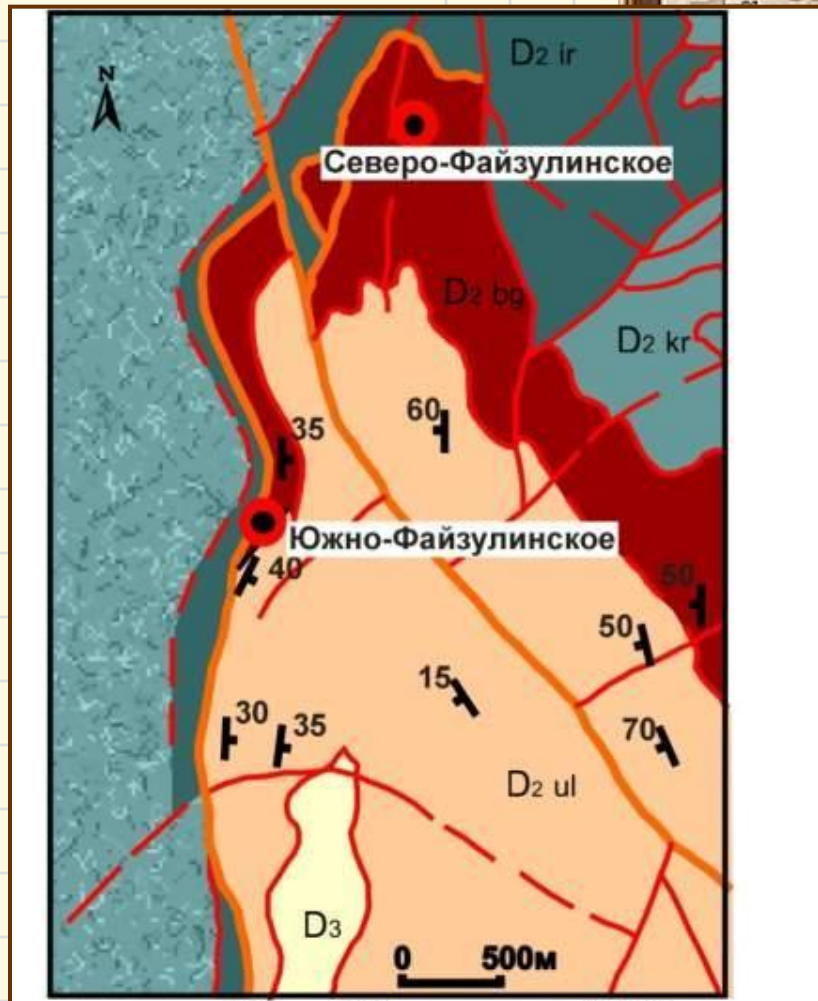 N
D2 ir
Северо-Файзулинское
D2 bg
D2 kr
60
35
Южно-Файзулинское
40
50
50
15
30
35
70
D2 ul
D3
0 500м